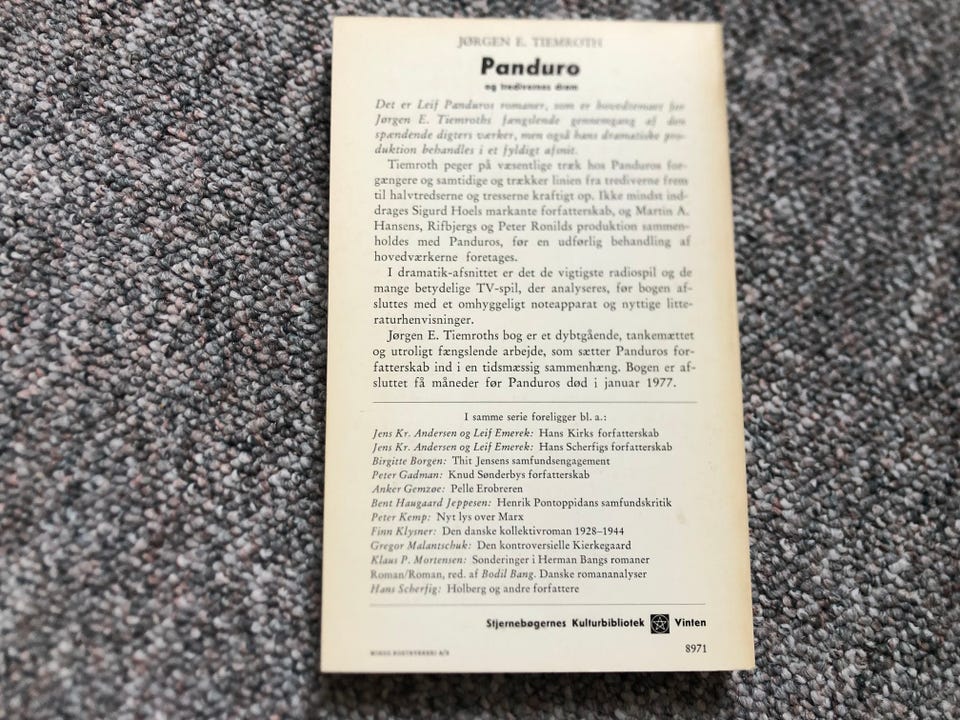 JØRGEN E. TIEMROTH
Panduro
og tredivernes drøm
Det er Leif Panduros romaner, som er hovedtemaet for
Jørgen E. Tiemroths fængslende gennemgang af den
spændende digters værker, men også hans dramatiske pro-
duktion behandles i et fyldigt afsnit.
Tiemroth peger på væsentlige træk hos Panduros for-
gængere og samtidige og trækker linien fra trediverne frem
til halvtredserne og tresserne kraftigt op. Ikke mindst ind-
drages Sigurd Hoels markante forfatterskab, og Martin A.
Hansens, Rifbjergs og Peter Ronilds produktion sammen-
holdes med Panduros, før en udførlig behandling af
hovedværkerne foretages.
I dramatik-afsnittet er det de vigtigste radiospil og de
mange betydelige TV-spil, der analyseres, før bogen af-
sluttes med et omhyggeligt noteapparat og nyttige litte-
raturhenvisninger.
Jørgen E. Tiemroths bog er et dybtgående, tankemættet
og utroligt fængslende arbejde, som sætter Panduros for-
fatterskab ind i en tidsmæssig sammenhæng. Bogen er af-
sluttet få måneder før Panduros død i januar 1977.
I samme serie foreligger bl. a.:
Jens Kr. Andersen og Leif Emerek: Hans Kirks forfatterskab
Jens Kr. Andersen og Leif Emerek: Hans Scherfigs forfatterskab
Birgitte Borgen: Thit Jensens samfundsengagement
Peter Gadman: Knud Sønderbys forfatterskab
Anker Gemzøe: Pelle Erobreren
Bent Haugaard Jeppesen: Henrik Pontoppidans samfundskritik
Peter Kemp: Nyt lys over Marx
Finn Klysner: Den danske kollektivroman 1928–1944
Gregor Malantschuk: Den kontroversielle Kierkegaard
Klaus P. Mortensen: Sonderinger i Herman Bangs romaner
Roman/Roman, red. af Bodil Bang. Danske romananalyser
Hans Scherfig: Holberg og andre forfattere
Stjernebøgernes Kulturbibliotek Vinten
8971